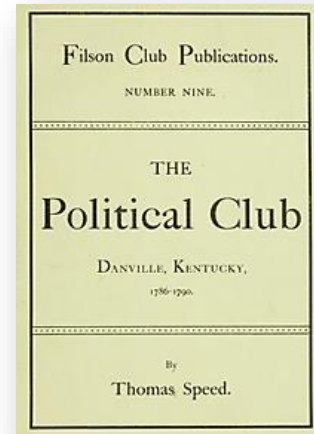 Filson Club Publications.
NUMBER NINE.
THE
Political Club
DANVILLE, KENTUCKY,
1786-1790.
By
Thomas Speed.